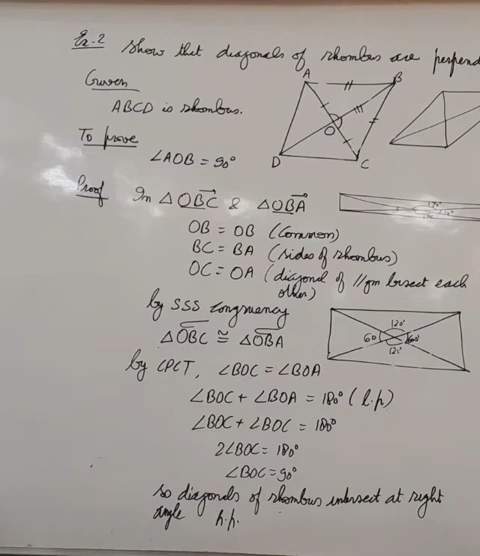 Ex-2 Show that diagonals of rhombus are perpend
Given
ABCD is rhombus.
To prove
∠AOB = 90°
A B
O
D C
Proof In △OBC & △OBA
OB = OB (Common)
BC = BA (sides of rhombus)
OC = OA (diagonal of //gm bisect each
other)
by SSS congruency
△OBC ≅ △OBA
120°
60 60
120
by CPCT, ∠BOC = ∠BOA
∠BOC + ∠BOA = 180° (l.p)
∠BOC + ∠BOC = 180°
2∠BOC = 180°
∠BOC = 90°
so diagonals of rhombus intersect at right
angle h.p.